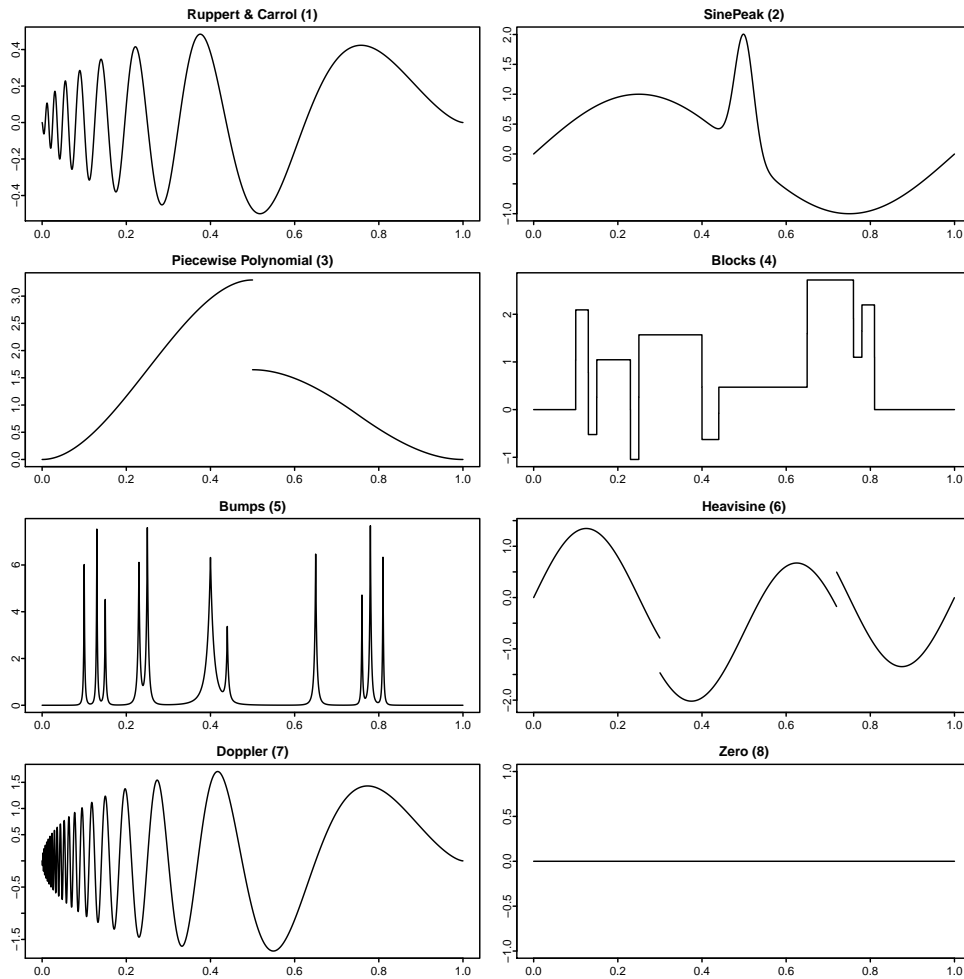 Ruppert & Carrol (1)
0.4
0.2
0.0
−0.2
−0.4
0.0 0.2 0.4 0.6 0.8 1.0
SinePeak (2)
2.0
1.5
1.0
0.5
0.0
−1.0
0.0 0.2 0.4 0.6 0.8 1.0
Piecewise Polynomial (3)
3.0
2.5
2.0
1.5
1.0
0.5
0.0
0.0 0.2 0.4 0.6 0.8 1.0
Blocks (4)
2
1
0
−1
0.0 0.2 0.4 0.6 0.8 1.0
Bumps (5)
6
4
2
0
0.0 0.2 0.4 0.6 0.8 1.0
Heavisine (6)
1.0
0.0
−1.0
−2.0
0.0 0.2 0.4 0.6 0.8 1.0
Doppler (7)
1.5
1.0
0.5
−0.5
−1.5
0.0 0.2 0.4 0.6 0.8 1.0
Zero (8)
1.0
0.5
0.0
−0.5
−1.0
0.0 0.2 0.4 0.6 0.8 1.0